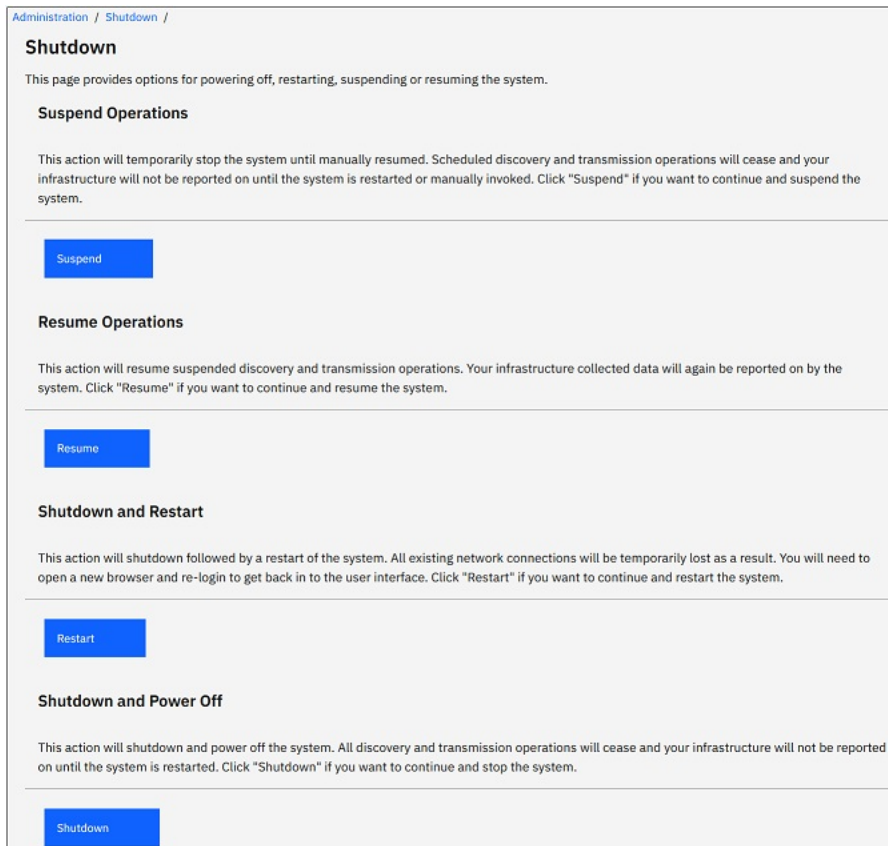 Administration / Shutdown /
Shutdown
This page provides options for powering off, restarting, suspending or resuming the system.
Suspend Operations
This action will temporarily stop the system until manually resumed. Scheduled discovery and transmission operations will cease and your
infrastructure will not be reported on until the system is restarted or manually invoked. Click "Suspend" if you want to continue and suspend the
system.
Suspend
Resume Operations
This action will resume suspended discovery and transmission operations. Your infrastructure collected data will again be reported on by the
system. Click "Resume" if you want to continue and resume the system.
Resume
Shutdown and Restart
This action will shutdown followed by a restart of the system. All existing network connections will be temporarily lost as a result. You will need to
open a new browser and re-login to get back in to the user interface. Click "Restart" if you want to continue and restart the system.
Restart
Shutdown and Power Off
This action will shutdown and power off the system. All discovery and transmission operations will cease and your infrastructure will not be reported
on until the system is restarted. Click "Shutdown" if you want to continue and stop the system.
Shutdown